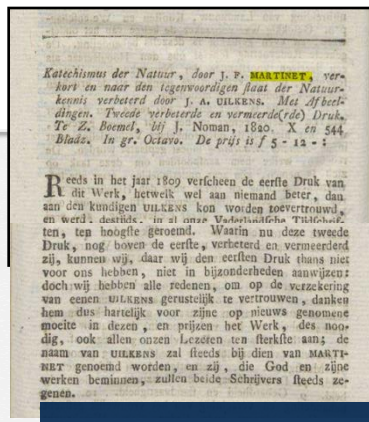 Katechismus der Natuur, door J. F. MARTINET, ver-
kort en naar den tegenwoordigen staat der Natuur-
kennis verbeterd door J. A. UILKENS. Met Afbeel-
dingen. Tweede verbeterde en vermeerde(rde) Druk.
Te Z. Boemel, bij J. Noman, 1820. X en 544
Bladz. In gr. Octavo. De prijs is f 5-12-:
Reeds in het jaar 1809 verscheen de eerste Druk van
dit Werk, hetwelk wel aan niemand beter, dan
aan den kundigen UILKENS kon worden toevertrouwd,
en werd, destijds, in al onze Vaderlandsche Tijdschrif-
ten, ten hoogste geroemd. Waarin nu deze tweede
Druk, nog boven de eerste, verbeterd en vermeerderd
zij, kunnen wij, daar wij den eersten Druk thans niet
voor ons hebben, niet in bijzonderheden aanwijzen:
doch wij hebben alle redenen, om op de verzekering
van eenen UILKENS gerustelijk te vertrouwen, danken
hem dus hartelijk voor zijne op nieuws genomene
moeite in dezen, en prijzen het Werk, des noo-
dig, ook allen onzen Lezeren ten sterkste aan; de
naam van UILKENS zal steeds bij dien van MARTI-
NET genoemd worden, en zij, die God en zijne
werken beminnen, zullen beide Schrijvers steeds ze-
genen.